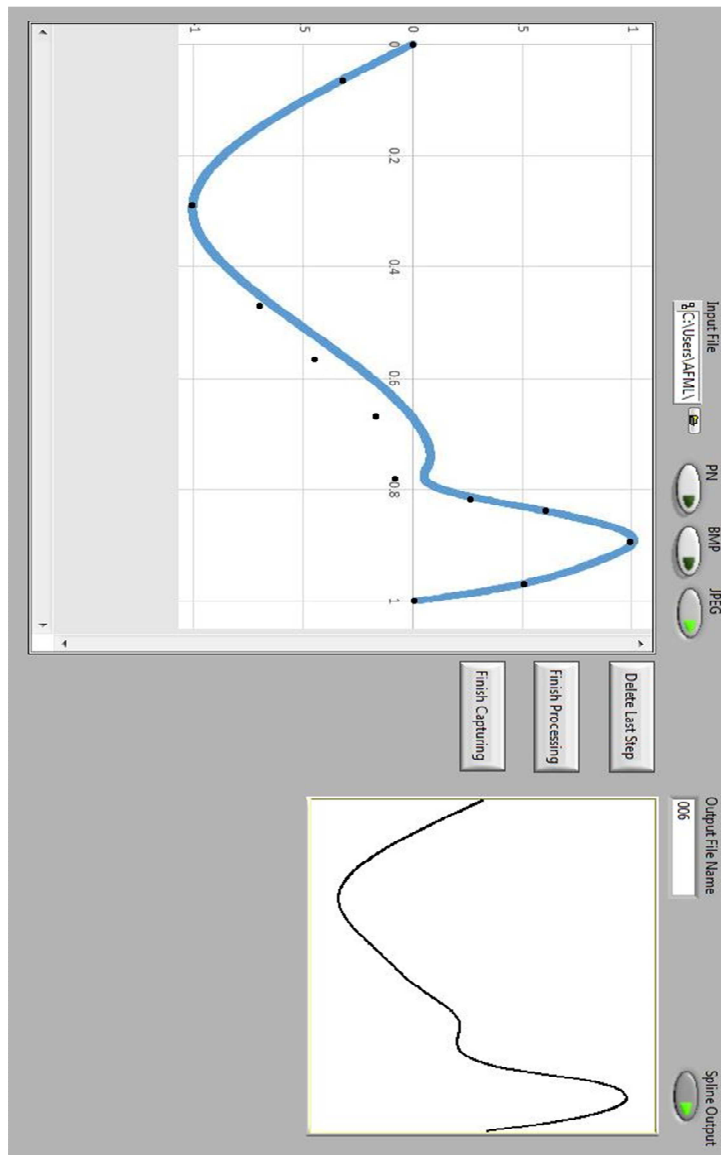 Input File
C:\Users\AFML\
PN
BMP
JPEG
Output File Name
006
Spline Output
Delete Last Step
Finish Processing
Finish Capturing
1
.5
0
.5
.1
0
0.2
0.4
0.6
0.8
1